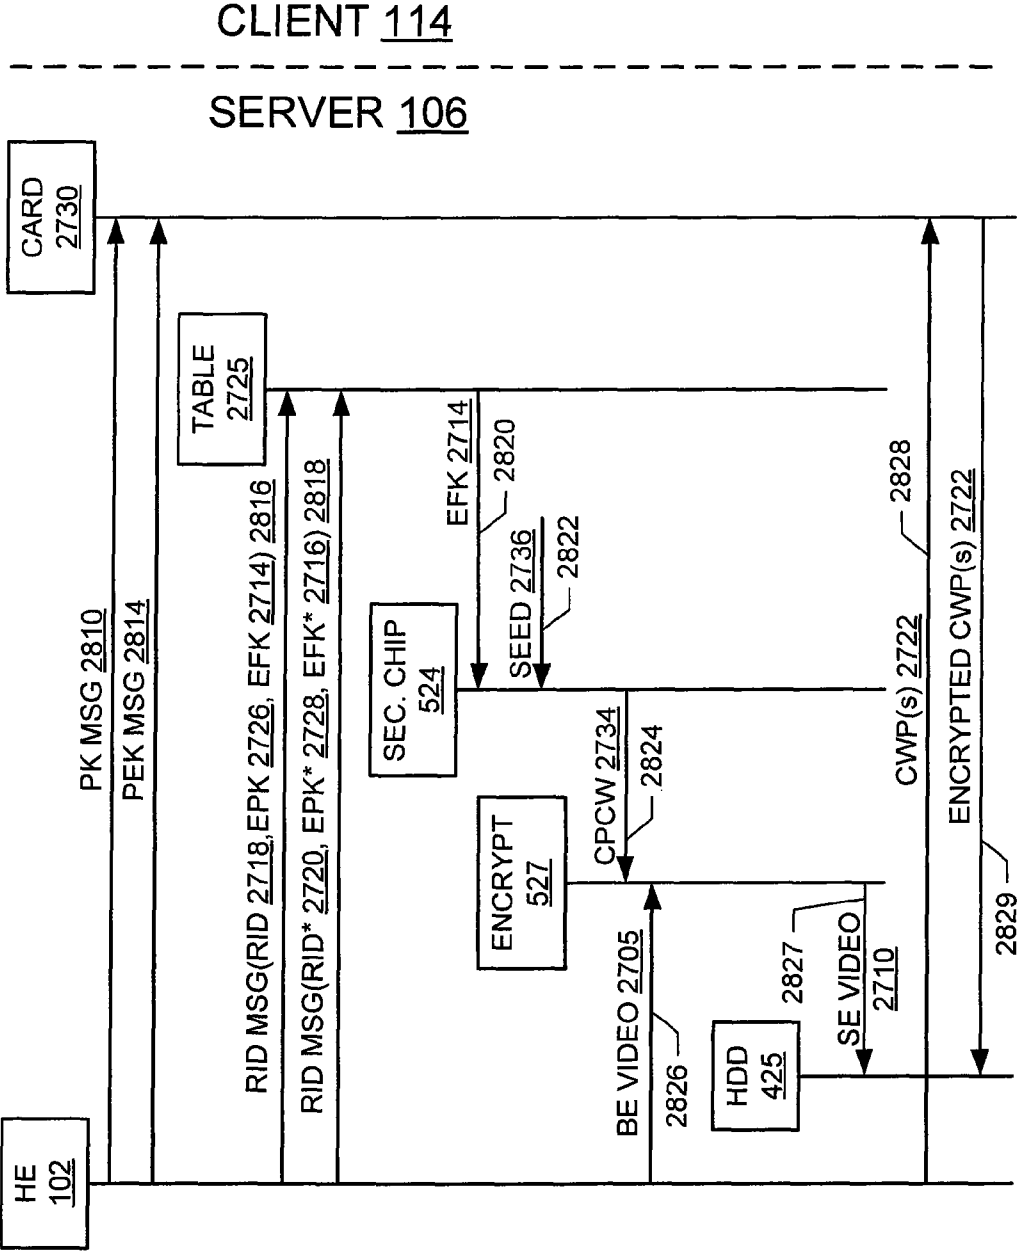 CLIENT 114
SERVER 106
CARD
2730
TABLE
2725
SEC. CHIP
524
ENCRYPT
527
HDD
425
HE
102
PK MSG 2810
PEK MSG 2814
RID MSG(RID 2718,EPK 2726, EFK 2714) 2816
RID MSG(RID* 2720, EPK* 2728, EFK* 2716) 2818
EFK 2714
2820
SEED 2736
2822
CPCW 2734
2824
BE VIDEO 2705
2826
2827
SE VIDEO
2710
CWP(s) 2722
2828
ENCRYPTED CWP(s) 2722
2829